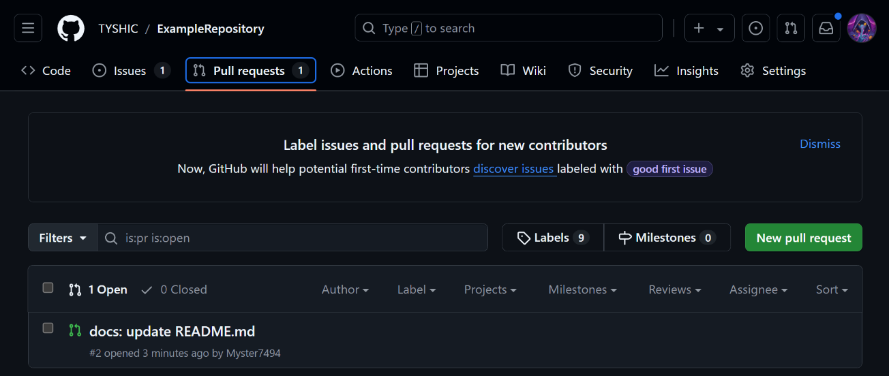 TYSHIC / ExampleRepository Type / to search
Code Issues 1 Pull requests 1 Actions Projects Wiki Security Insights Settings
Label issues and pull requests for new contributors Dismiss
Now, GitHub will help potential first-time contributors discover issues labeled with good first issue
Filters is:pr is:open Labels 9 Milestones 0 New pull request
1 Open 0 Closed Author Label Projects Milestones Reviews Assignee Sort
docs: update README.md
#2 opened 3 minutes ago by Myster7494